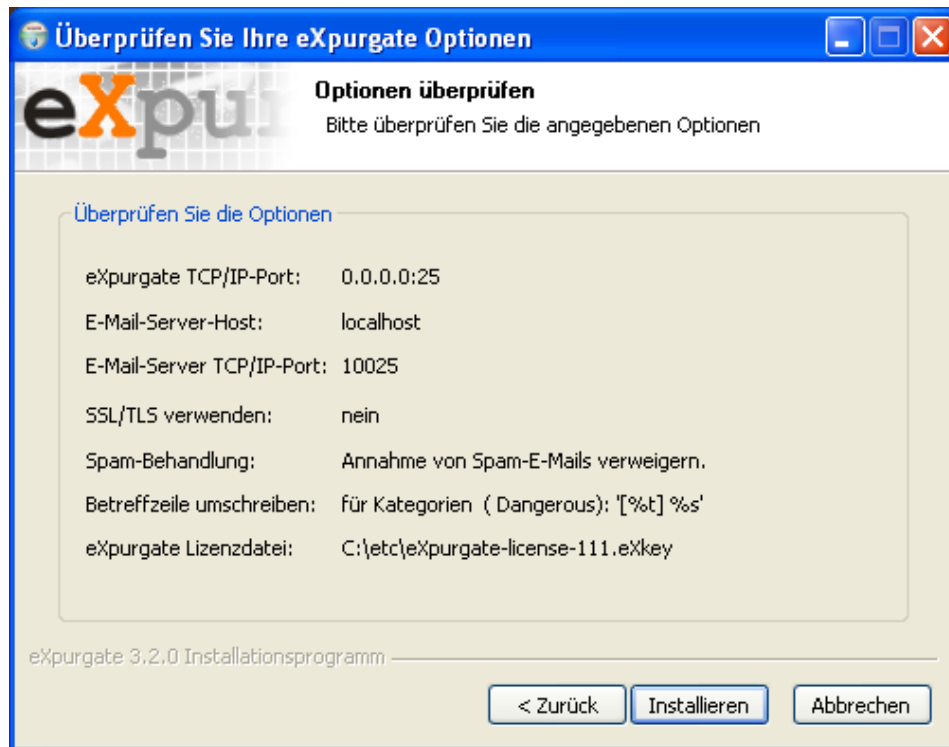 Überprüfen Sie Ihre eXpurgate Optionen
eXpur
Optionen überprüfen
Bitte überprüfen Sie die angegebenen Optionen
Überprüfen Sie die Optionen
eXpurgate TCP/IP-Port: 0.0.0.0:25
E-Mail-Server-Host: localhost
E-Mail-Server TCP/IP-Port: 10025
SSL/TLS verwenden: nein
Spam-Behandlung: Annahme von Spam-E-Mails verweigern.
Betreffzeile umschreiben: für Kategorien ( Dangerous): '[%t] %s'
eXpurgate Lizenzdatei: C:\etc\eXpurgate-license-111.eXkey
eXpurgate 3.2.0 Installationsprogramm
< Zurück Installieren Abbrechen